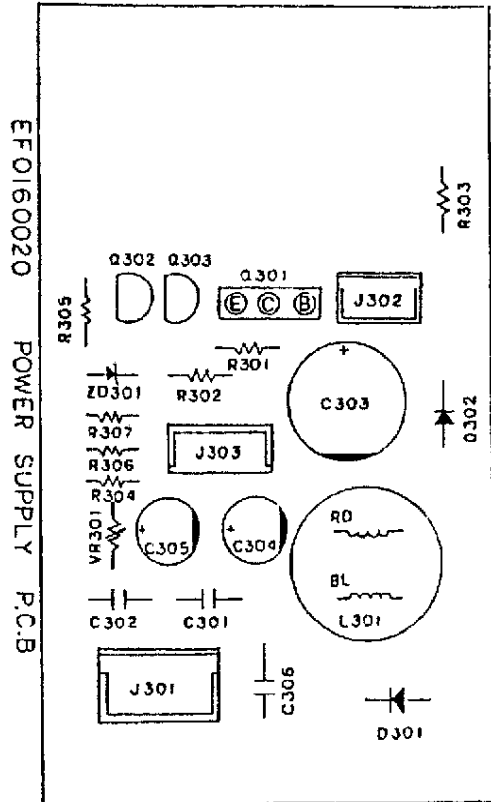 EF0160020 POWER SUPPLY P.C.B
R303
Q302
Q303
Q301
E C B
J302
R305
R301
+
ZD301
R302
C303
D302
R307
J303
R306
R304
VR301
+
C305
+
C304
RD
BL
L301
C302
C301
J301
C306
D301